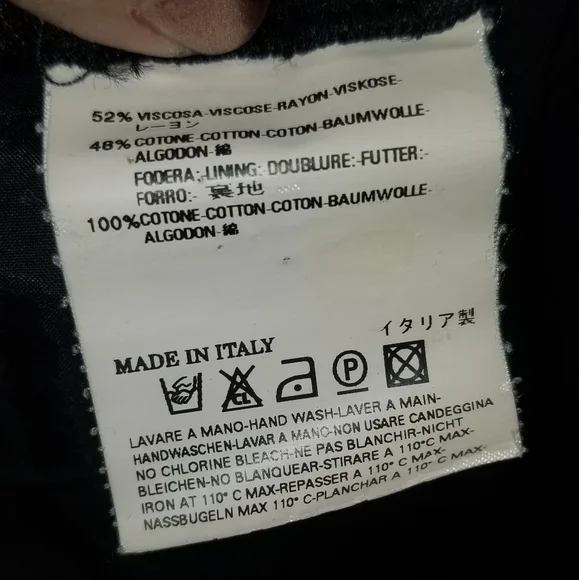 52% VISCOSA-VISCOSE-RAYON-VISKOSE-
レーヨン
48% COTONE-COTTON-COTON-BAUMWOLLE-
ALGODON-綿
FODERA:-LINING:-DOUBLURE:-FUTTER:-
FORRO:- 裏地
100% COTONE-COTTON-COTON-BAUMWOLLE-
ALGODON-綿
イタリア製
MADE IN ITALY
CL P
LAVARE A MANO-HAND WASH-LAVER A MAIN-
HANDWASCHEN-LAVAR A MANO-NON USARE CANDEGGINA
NO CHLORINE BLEACH-NE PAS BLANCHIR-NICHT
BLEICHEN-NO BLANQUEAR-STIRARE A 110°C MAX-
IRON AT 110° C MAX-REPASSER A 110° C MAX-
NASSBUGELN MAX 110° C-PLANCHAR A 110° C MAX-